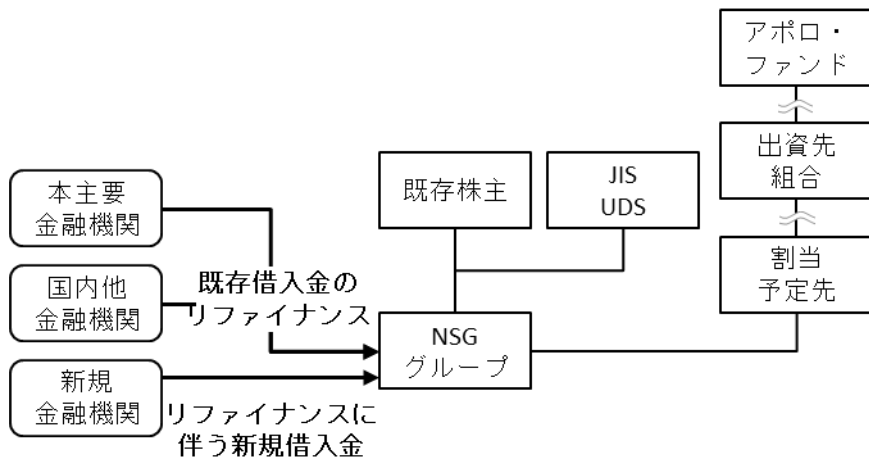 アポロ・
ファンド
出資先
組合
割当
予定先
既存株主
JIS
UDS
本主要
金融機関
国内他
金融機関
新規
金融機関
既存借入金の
リファイナンス
NSG
グループ
リファイナンスに
伴う新規借入金